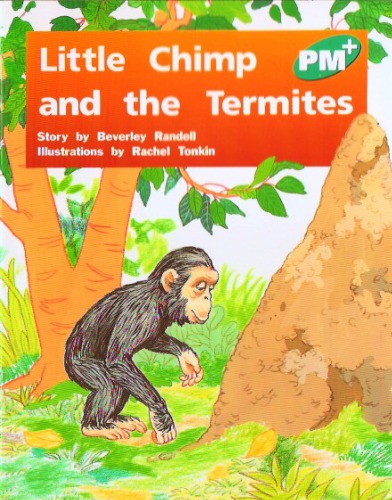 Little Chimp
and the Termites
PM+
Story by Beverley Randell
Illustrations by Rachel Tonkin